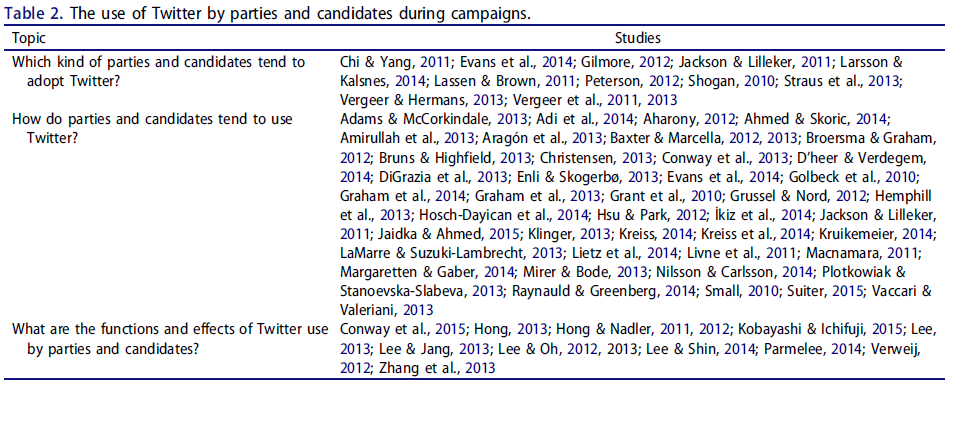 Table 2. The use of Twitter by parties and candidates during campaigns.
Topic Studies
Which kind of parties and candidates tend to Chi & Yang, 2011; Evans et al., 2014; Gilmore, 2012; Jackson & Lilleker, 2011; Larsson &
adopt Twitter? Kalsnes, 2014; Lassen & Brown, 2011; Peterson, 2012; Shogan, 2010; Straus et al., 2013;
Vergeer & Hermans, 2013; Vergeer et al., 2011, 2013
How do parties and candidates tend to use Adams & McCorkindale, 2013; Adi et al., 2014; Aharony, 2012; Ahmed & Skoric, 2014;
Twitter? Amirullah et al., 2013; Aragón et al., 2013; Baxter & Marcella, 2012, 2013; Broersma & Graham,
2012; Bruns & Highfield, 2013; Christensen, 2013; Conway et al., 2013; D'heer & Verdegem,
2014; DiGrazia et al., 2013; Enli & Skogerbø, 2013; Evans et al., 2014; Golbeck et al., 2010;
Graham et al., 2014; Graham et al., 2013; Grant et al., 2010; Grussel & Nord, 2012; Hemphill
et al., 2013; Hosch-Dayican et al., 2014; Hsu & Park, 2012; İkiz et al., 2014; Jackson & Lilleker,
2011; Jaidka & Ahmed, 2015; Klinger, 2013; Kreiss, 2014; Kreiss et al., 2014; Kruikemeier, 2014;
LaMarre & Suzuki-Lambrecht, 2013; Lietz et al., 2014; Livne et al., 2011; Macnamara, 2011;
Margaretten & Gaber, 2014; Mirer & Bode, 2013; Nilsson & Carlsson, 2014; Plotkowiak &
Stanoevska-Slabeva, 2013; Raynauld & Greenberg, 2014; Small, 2010; Suiter, 2015; Vaccari &
Valeriani, 2013
What are the functions and effects of Twitter use Conway et al., 2015; Hong, 2013; Hong & Nadler, 2011, 2012; Kobayashi & Ichifuji, 2015; Lee,
by parties and candidates? 2013; Lee & Jang, 2013; Lee & Oh, 2012, 2013; Lee & Shin, 2014; Parmelee, 2014; Verweij,
2012; Zhang et al., 2013